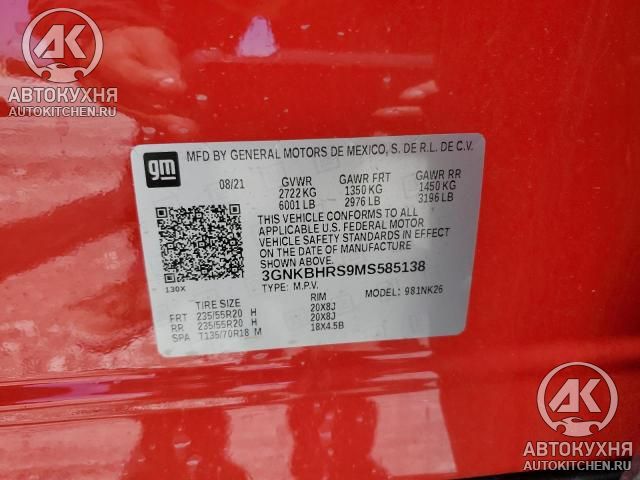 АК
АВТОКУХНЯ
AUTOKITCHEN.RU
gm
MFD BY GENERAL MOTORS DE MEXICO, S. DE R.L. DE C.V.
08/21 GVWR GAWR FRT GAWR RR
2722 KG 1350 KG 1450 KG
6001 LB 2976 LB 3196 LB
THIS VEHICLE CONFORMS TO ALL
APPLICABLE U.S. FEDERAL MOTOR
VEHICLE SAFETY STANDARDS IN EFFECT
ON THE DATE OF MANUFACTURE
SHOWN ABOVE.
3GNKBHRS9MS585138
130X
TYPE: M.P.V. MODEL: 981NK26
TIRE SIZE RIM
FRT 235/55R20 H 20X8J
RR 235/55R20 H 20X8J
SPA T135/70R18 M 18X4.5B
АК
АВТОКУХНЯ
AUTOKITCHEN.RU